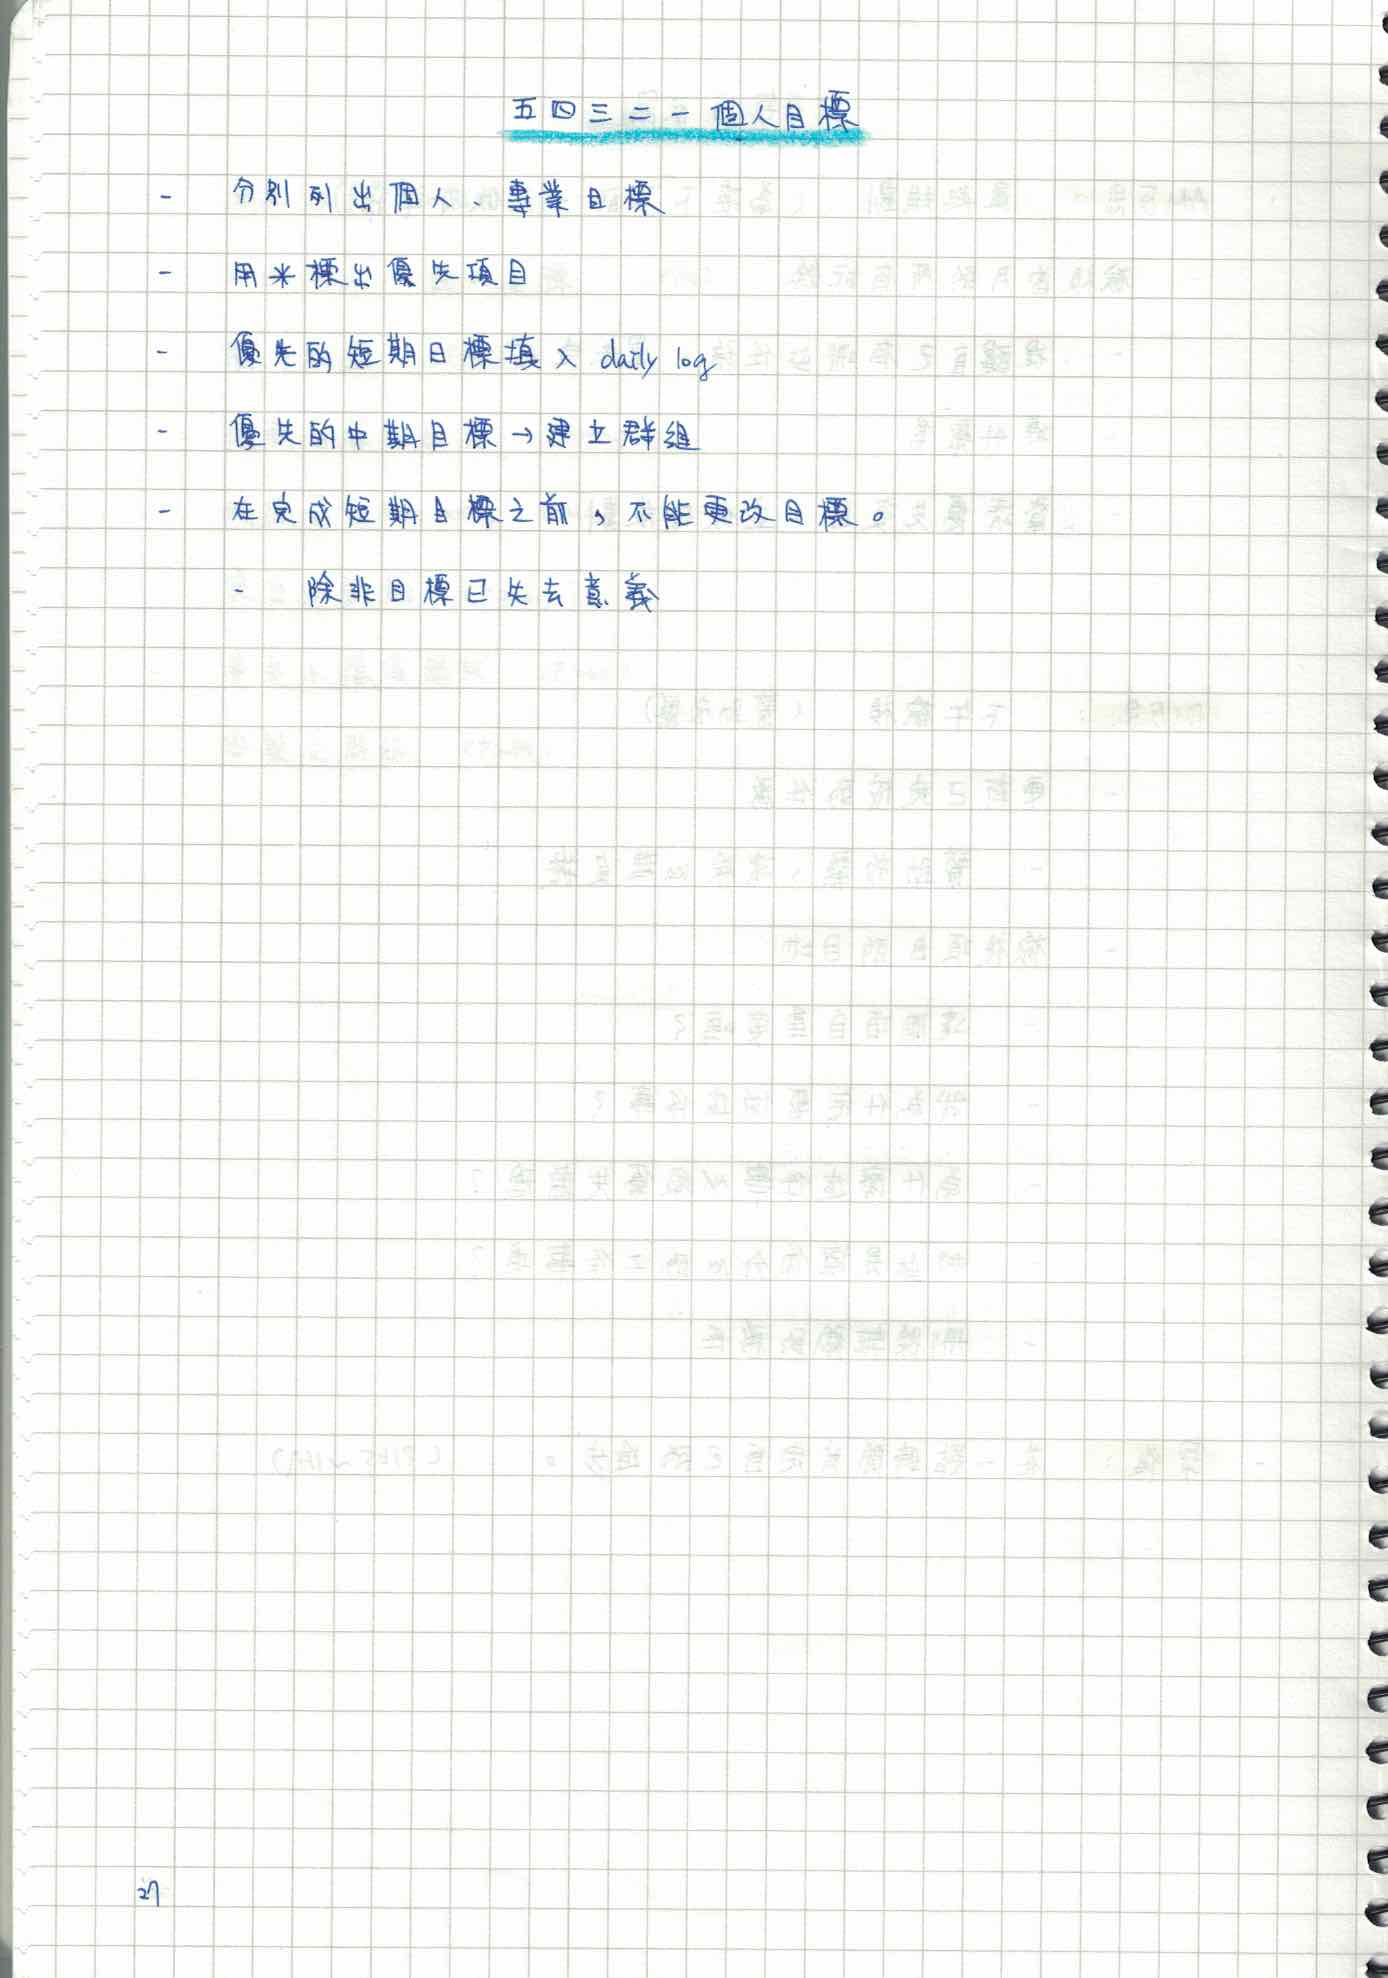 五四三二一個人目標
- 分別列出個人、專業目標
- 用米標出優先項目
- 優先的短期目標填入 daily log
- 優先的中期目標→建立群組
- 在完成短期目標之前，不能更改目標。
- 除非目標已失去意義
27